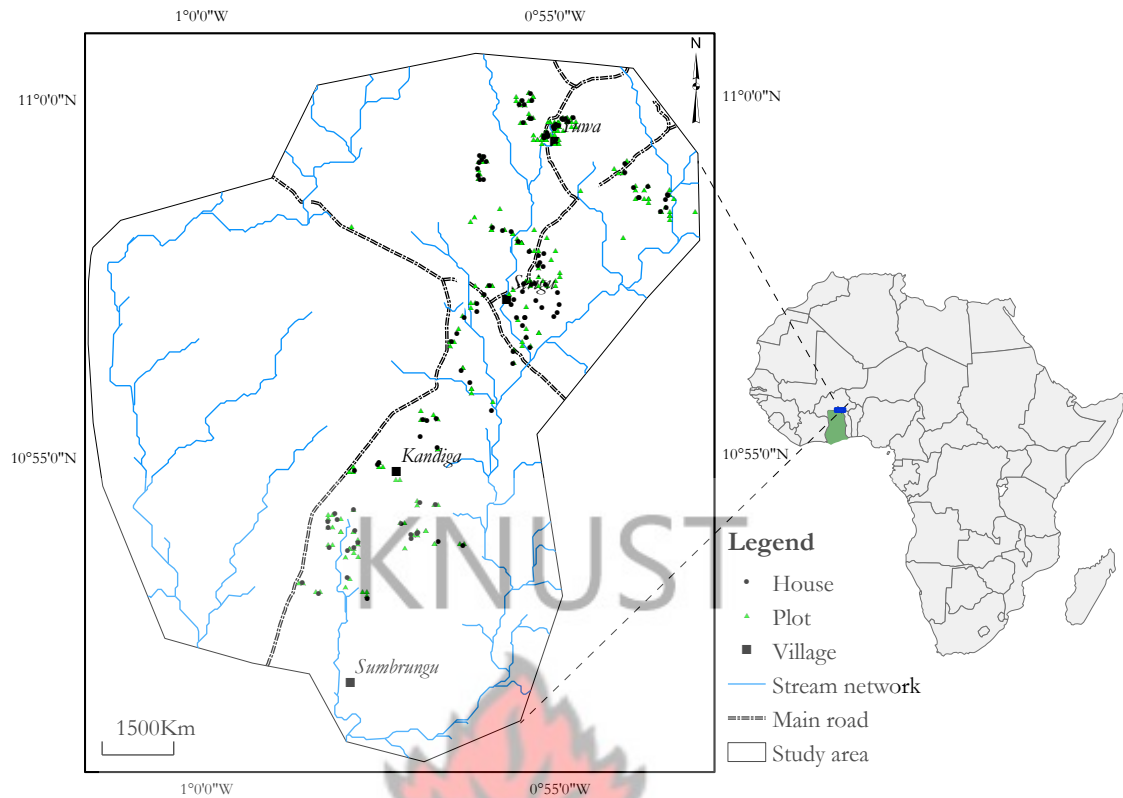 1°0'0"W 0°55'0"W
N
11°0'0"N 11°0'0"N
Kandiga
10°55'0"N 10°55'0"N
KNUST
Legend
House
Plot
Village
Sumbrungu
Stream network
Main road
1500Km
Study area
1°0'0"W 0°55'0"W